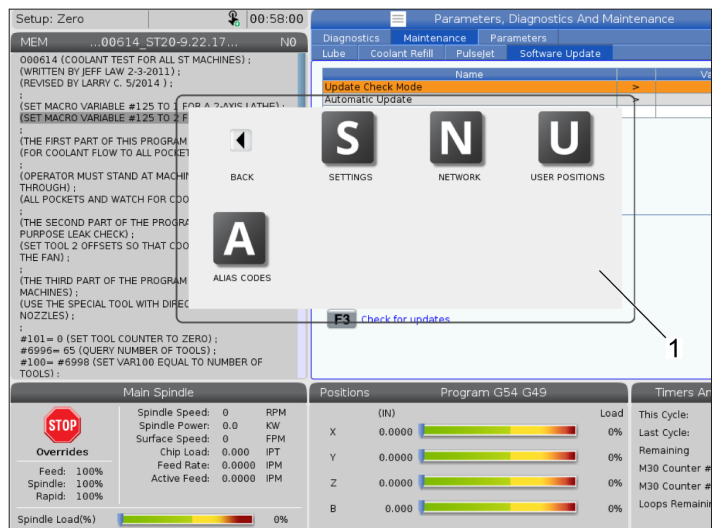 Setup: Zero
00:58:00
Parameters, Diagnostics And Maintenance
MEM ...00614_ST20-9.22.17... N0
000614 (COOLANT TEST FOR ALL ST MACHINES) ;
(WRITTEN BY JEFF LAW 2-3-2011) ;
(REVISED BY LARRY C. 5/2014 ) ;
;
(SET MACRO VARIABLE #125 TO 1 FOR A 2-AXIS LATHE) ;
(SET MACRO VARIABLE #125 TO 2 F
;
(THE FIRST PART OF THIS PROGRAM
(FOR COOLANT FLOW TO ALL POCKET
;
(OPERATOR MUST STAND AT MACHIN
THROUGH) ;
(ALL POCKETS AND WATCH FOR COO
;
(THE SECOND PART OF THE PROGRA
PURPOSE LEAK CHECK) ;
(SET TOOL 2 OFFSETS SO THAT COO
THE FAN) ;
;
(THE THIRD PART OF THE PROGRAM
MACHINES) ;
(USE THE SPECIAL TOOL WITH DIREC
NOZZLES) ;
;
#101= 0 (SET TOOL COUNTER TO ZERO) ;
#6996= 65 (QUERY NUMBER OF TOOLS) ;
#100= #6998 (SET VAR100 EQUAL TO NUMBER OF
TOOLS) ;
Diagnostics Maintenance Parameters
Lube Coolant Refill PulseJet Software Update
Name Va
Update Check Mode >
Automatic Update >
S N U
BACK SETTINGS NETWORK USER POSITIONS
A
ALIAS CODES
F3 Check for updates
1
Main Spindle
STOP
Overrides
Feed: 100%
Spindle: 100%
Rapid: 100%
Spindle Speed: 0 RPM
Spindle Power: 0.0 KW
Surface Speed: 0 FPM
Chip Load: 0.000 IPT
Feed Rate: 0.0000 IPM
Active Feed: 0.0000 IPM
Spindle Load(%) 0%
Positions Program G54 G49
(IN) Load
X 0.0000 0%
Y 0.0000 0%
Z 0.0000 0%
B 0.000 0%
Timers An
This Cycle:
Last Cycle:
Remaining
M30 Counter #
M30 Counter #
Loops Remainin